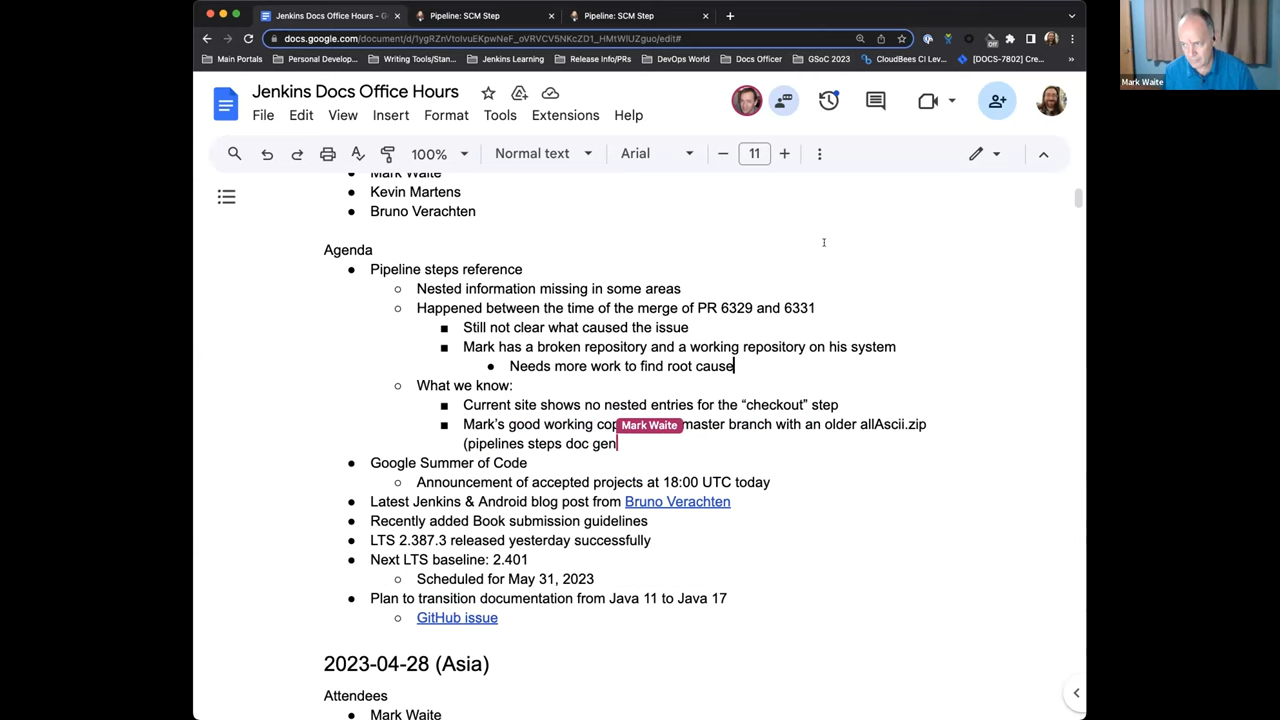 Jenkins Docs Office Hours - G
Pipeline: SCM Step
Pipeline: SCM Step
Main Portals
Personal Develop...
Writing Tools/Stan...
Jenkins Learning
Release Info/PRs
DevOps World
Docs Officer
GSoC 2023
CloudBees CI Lev...
[DOCS-7802] Cre...
Mark Waite
Jenkins Docs Office Hours
File Edit View Insert Format Tools Extensions Help
100% Normal text Arial 11
Mark Waite
Kevin Martens
Bruno Verachten
Agenda
Pipeline steps reference
Nested information missing in some areas
Happened between the time of the merge of PR 6329 and 6331
Still not clear what caused the issue
Mark has a broken repository and a working repository on his system
Needs more work to find root cause
What we know:
Current site shows no nested entries for the “checkout” step
Mark’s good working cop Mark Waite master branch with an older allAscii.zip
(pipelines steps doc gen
Google Summer of Code
Announcement of accepted projects at 18:00 UTC today
Latest Jenkins & Android blog post from Bruno Verachten
Recently added Book submission guidelines
LTS 2.387.3 released yesterday successfully
Next LTS baseline: 2.401
Scheduled for May 31, 2023
Plan to transition documentation from Java 11 to Java 17
GitHub issue
2023-04-28 (Asia)
Attendees
Mark Waite